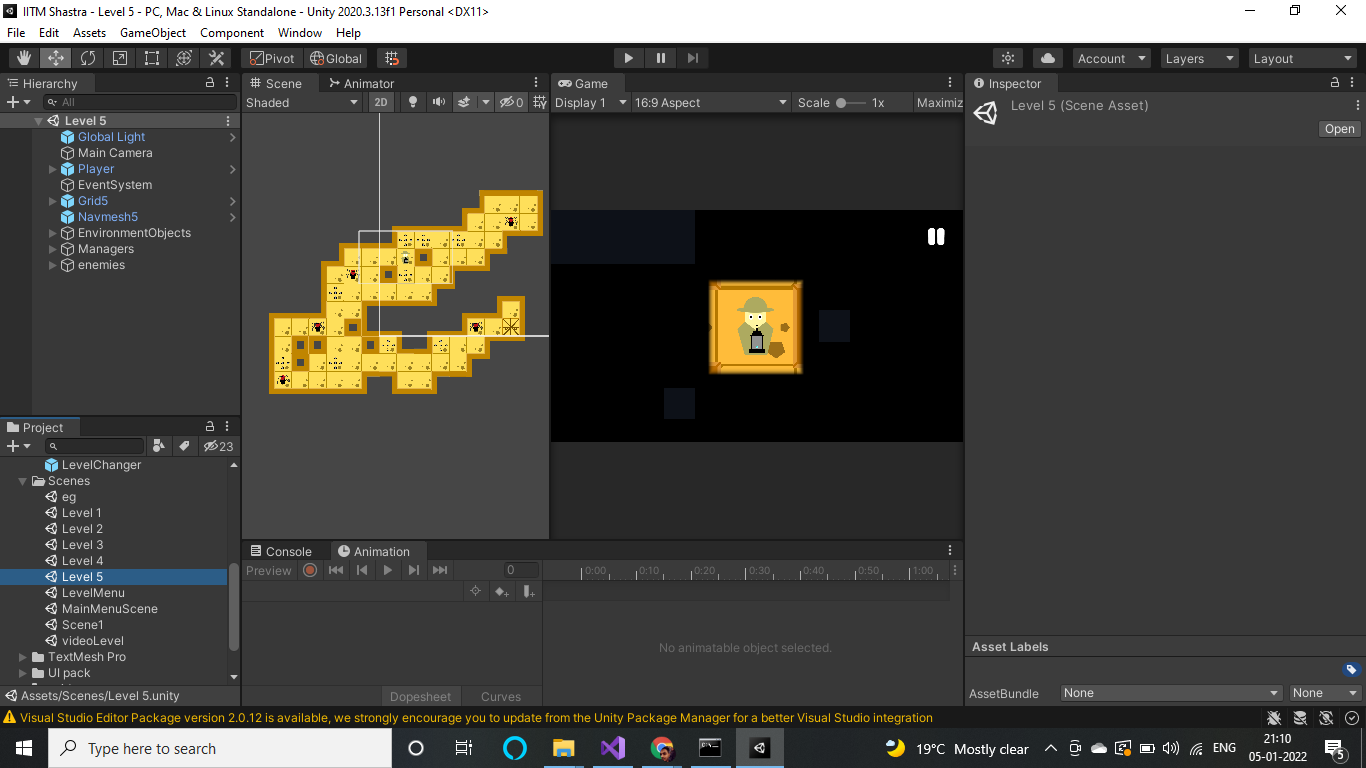 IITM Shastra - Level 5 - PC, Mac & Linux Standalone - Unity 2020.3.13f1 Personal <DX11>
File Edit Assets GameObject Component Window Help
Pivot Global Account Layers Layout
Hierarchy
All
Level 5
Global Light
Main Camera
Player
EventSystem
Grid5
Navmesh5
EnvironmentObjects
Managers
enemies
Scene Animator
Shaded 2D 0
Game
Display 1 16:9 Aspect Scale 1x Maximiz
Inspector
Level 5 (Scene Asset)
Open
Project
23
LevelChanger
Scenes
eg
Level 1
Level 2
Level 3
Level 4
Level 5
LevelMenu
MainMenuScene
Scene1
videoLevel
TextMesh Pro
UI pack
Assets/Scenes/Level 5.unity
Console Animation
Preview 0 0:00 0:10 0:20 0:30 0:40 0:50 1:00
No animatable object selected.
Dopesheet Curves
Asset Labels
AssetBundle None None
Visual Studio Editor Package version 2.0.12 is available, we strongly encourage you to update from the Unity Package Manager for a better Visual Studio integration
Type here to search
19°C Mostly clear
ENG
21:10
05-01-2022
5